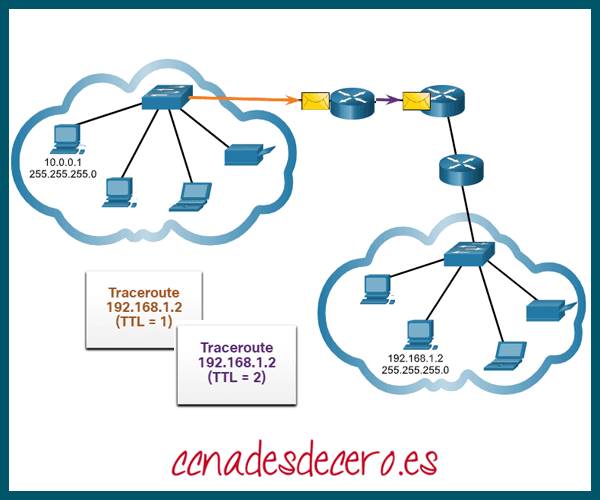 10.0.0.1
255.255.255.0
Traceroute
192.168.1.2
(TTL = 1)
Traceroute
192.168.1.2
(TTL = 2)
192.168.1.2
255.255.255.0
ccnadesdecero.es